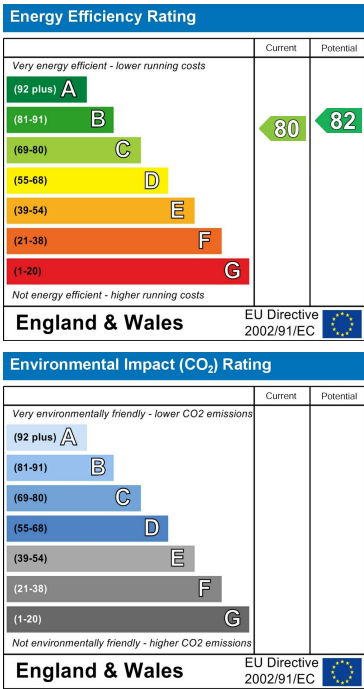 Energy Efficiency Rating
Current Potential
Very energy efficient - lower running costs
(92 plus) A
(81-91) B
(69-80) C
(55-68) D
(39-54) E
(21-38) F
(1-20) G
80
82
Not energy efficient - higher running costs
England & Wales
EU Directive
2002/91/EC
Environmental Impact (CO₂) Rating
Current Potential
Very environmentally friendly - lower CO2 emissions
(92 plus) A
(81-91) B
(69-80) C
(55-68) D
(39-54) E
(21-38) F
(1-20) G
Not environmentally friendly - higher CO2 emissions
England & Wales
EU Directive
2002/91/EC